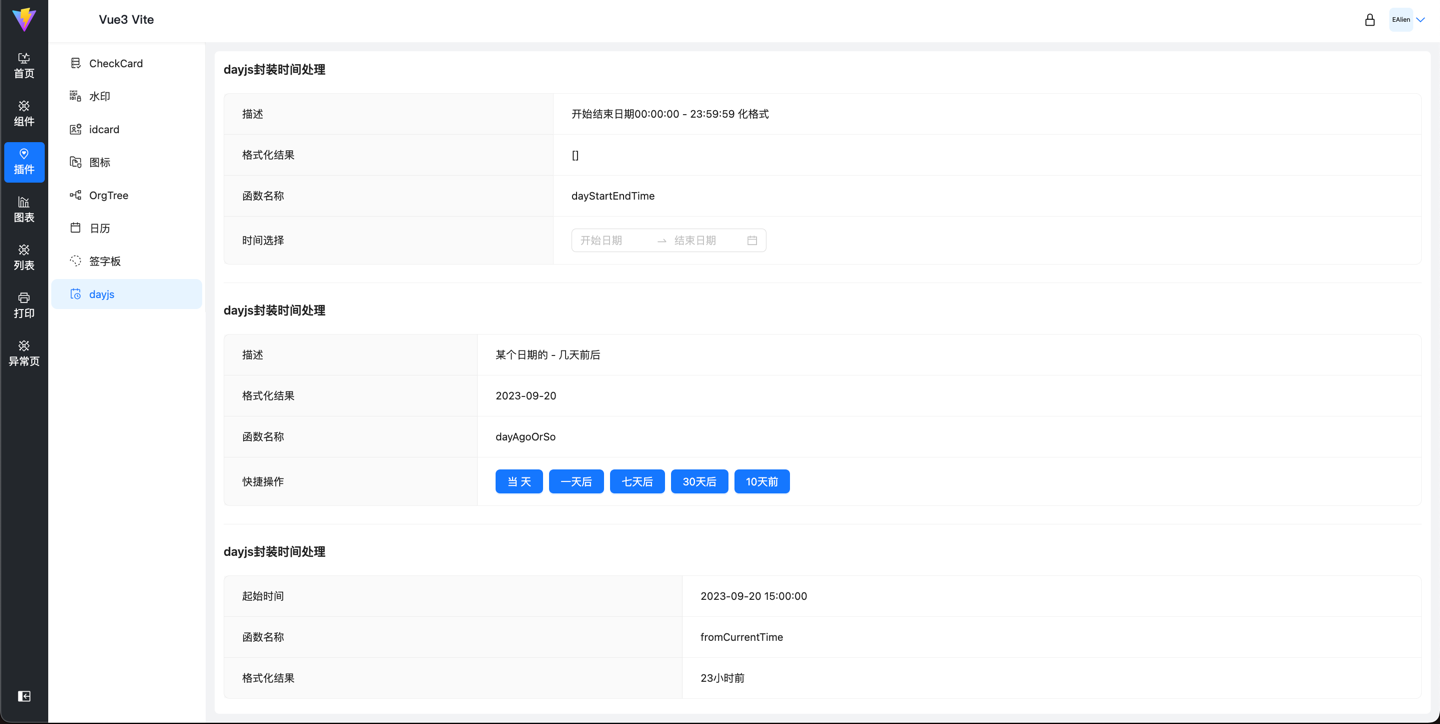 Vue3 Vite
EAlien
首页
组件
插件
图表
列表
打印
异常页
CheckCard
水印
idcard
图标
OrgTree
日历
签字板
dayjs
dayjs封装时间处理
描述 开始结束日期00:00:00 - 23:59:59 化格式
格式化结果 []
函数名称 dayStartEndTime
时间选择 开始日期 → 结束日期
dayjs封装时间处理
描述 某个日期的 - 几天前后
格式化结果 2023-09-20
函数名称 dayAgoOrSo
快捷操作 当 天 一天后 七天后 30天后 10天前
dayjs封装时间处理
起始时间 2023-09-20 15:00:00
函数名称 fromCurrentTime
格式化结果 23小时前